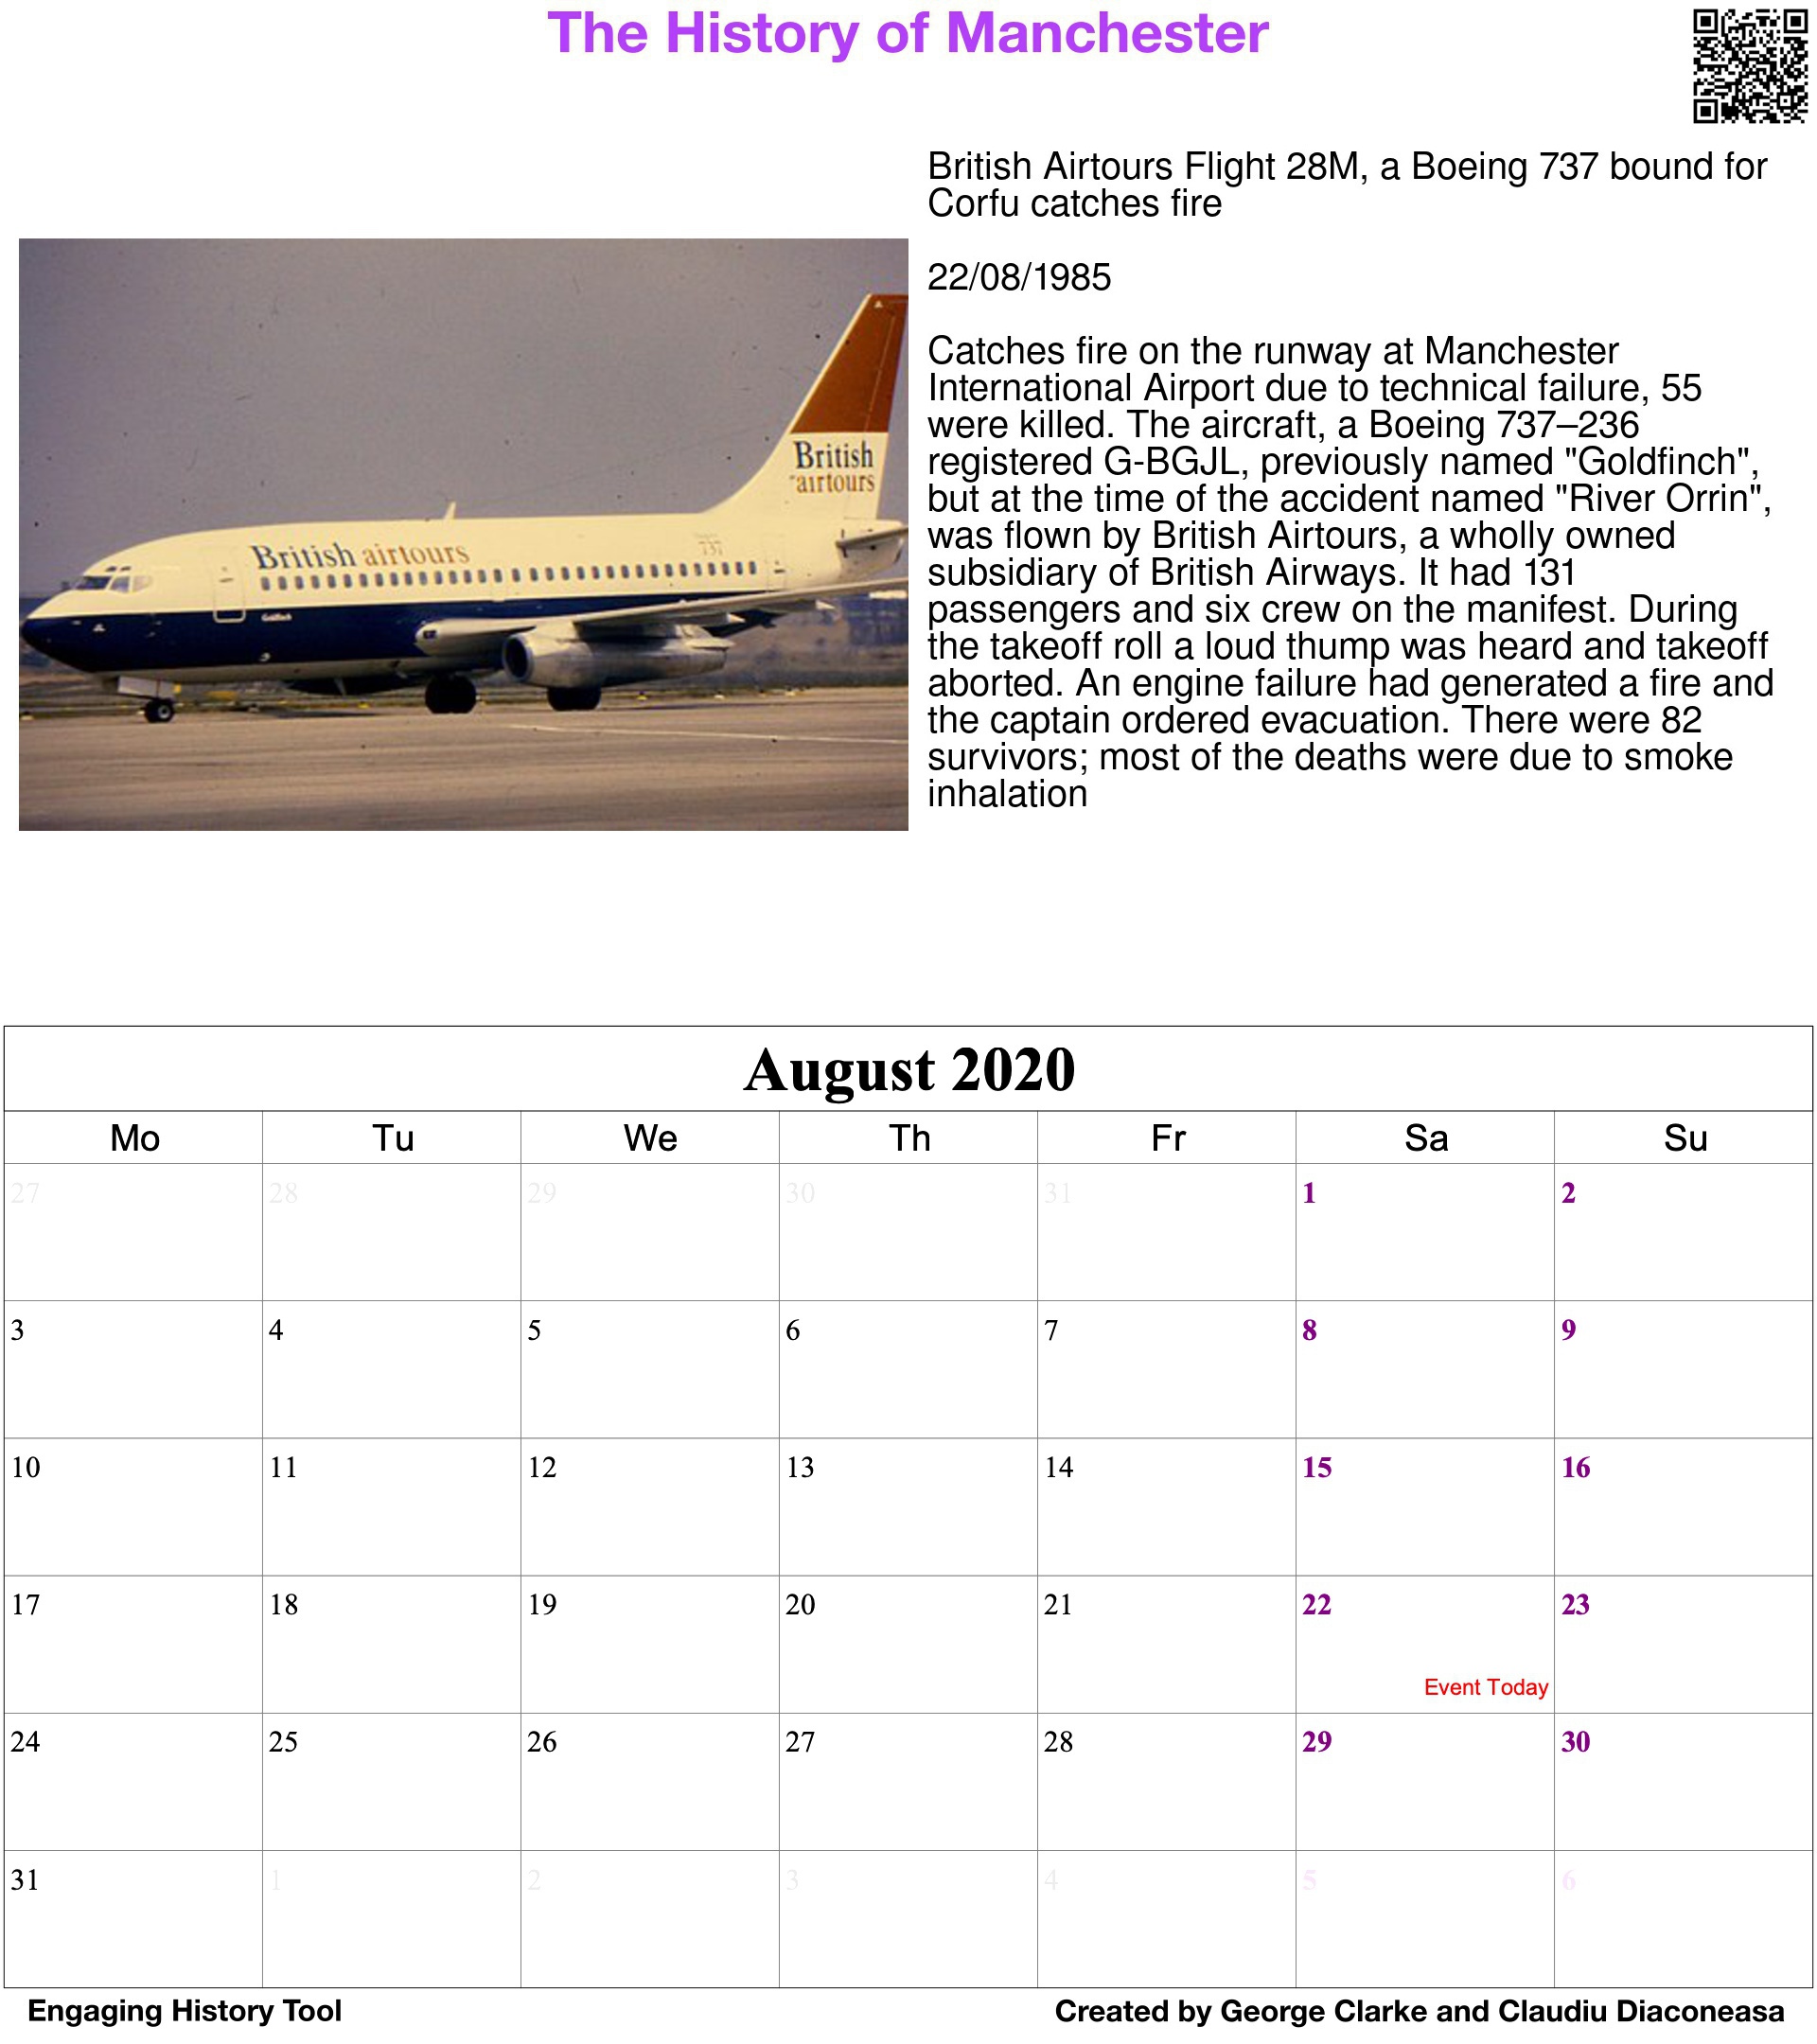 The History of Manchester
British Airtours Flight 28M, a Boeing 737 bound for
Corfu catches fire
22/08/1985
Catches fire on the runway at Manchester
International Airport due to technical failure, 55
were killed. The aircraft, a Boeing 737–236
registered G-BGJL, previously named "Goldfinch",
but at the time of the accident named "River Orrin",
was flown by British Airtours, a wholly owned
subsidiary of British Airways. It had 131
passengers and six crew on the manifest. During
the takeoff roll a loud thump was heard and takeoff
aborted. An engine failure had generated a fire and
the captain ordered evacuation. There were 82
survivors; most of the deaths were due to smoke
inhalation
British
airtours
British airtours
737
August 2020
Mo Tu We Th Fr Sa Su
27 28 29 30 31 1 2
3 4 5 6 7 8 9
10 11 12 13 14 15 16
17 18 19 20 21 22 23
Event Today
24 25 26 27 28 29 30
31 1 2 3 4 5 6
Engaging History Tool
Created by George Clarke and Claudiu Diaconeasa